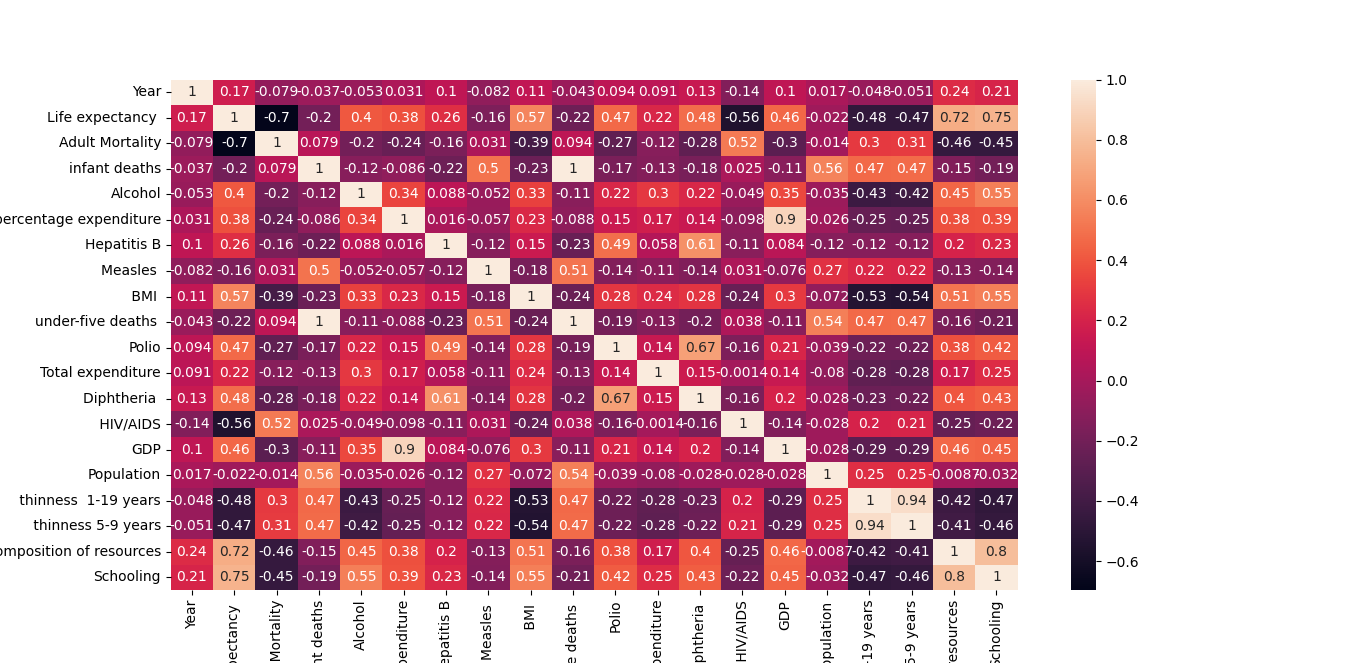 Year 1 0.17 -0.079 -0.037 -0.053 0.031 0.1 -0.082 0.11 -0.043 0.094 0.091 0.13 -0.14 0.1 0.017 -0.048 -0.051 0.24 0.21 1.0
Life expectancy 0.17 1 -0.7 -0.2 0.4 0.38 0.26 -0.16 0.57 -0.22 0.47 0.22 0.48 -0.56 0.46 -0.022 -0.48 -0.47 0.72 0.75
Adult Mortality -0.079 -0.7 1 0.079 -0.2 -0.24 -0.16 0.031 -0.39 0.094 -0.27 -0.12 -0.28 0.52 -0.3 -0.014 0.3 0.31 -0.46 -0.45 0.8
infant deaths -0.037 -0.2 0.079 1 -0.12 -0.086 -0.22 0.5 -0.23 1 -0.17 -0.13 -0.18 0.025 -0.11 0.56 0.47 0.47 -0.15 -0.19
Alcohol -0.053 0.4 -0.2 -0.12 1 0.34 0.088 -0.052 0.33 -0.11 0.22 0.3 0.22 -0.049 0.35 -0.035 -0.43 -0.42 0.45 0.55 0.6
percentage expenditure 0.031 0.38 -0.24 -0.086 0.34 1 0.016 -0.057 0.23 -0.088 0.15 0.17 0.14 -0.098 0.9 -0.026 -0.25 -0.25 0.38 0.39
Hepatitis B 0.1 0.26 -0.16 -0.22 0.088 0.016 1 -0.12 0.15 -0.23 0.49 0.058 0.61 -0.11 0.084 -0.12 -0.12 -0.12 0.2 0.23
Measles -0.082 -0.16 0.031 0.5 -0.052 -0.057 -0.12 1 -0.18 0.51 -0.14 -0.11 -0.14 0.031 -0.076 0.27 0.22 0.22 -0.13 -0.14 0.4
BMI 0.11 0.57 -0.39 -0.23 0.33 0.23 0.15 -0.18 1 -0.24 0.28 0.24 0.28 -0.24 0.3 -0.072 -0.53 -0.54 0.51 0.55
under-five deaths -0.043 -0.22 0.094 1 -0.11 -0.088 -0.23 0.51 -0.24 1 -0.19 -0.13 -0.2 0.038 -0.11 0.54 0.47 0.47 -0.16 -0.21 0.2
Polio 0.094 0.47 -0.27 -0.17 0.22 0.15 0.49 -0.14 0.28 -0.19 1 0.14 0.67 -0.16 0.21 -0.039 -0.22 -0.22 0.38 0.42
Total expenditure 0.091 0.22 -0.12 -0.13 0.3 0.17 0.058 -0.11 0.24 -0.13 0.14 1 0.15 -0.0014 0.14 -0.08 -0.28 -0.28 0.17 0.25 0.0
Diphtheria 0.13 0.48 -0.28 -0.18 0.22 0.14 0.61 -0.14 0.28 -0.2 0.67 0.15 1 -0.16 0.2 -0.028 -0.23 -0.22 0.4 0.43
HIV/AIDS -0.14 -0.56 0.52 0.025 -0.049 -0.098 -0.11 0.031 -0.24 0.038 -0.16 -0.0014 -0.16 1 -0.14 -0.028 0.2 0.21 -0.25 -0.22
GDP 0.1 0.46 -0.3 -0.11 0.35 0.9 0.084 -0.076 0.3 -0.11 0.21 0.14 0.2 -0.14 1 -0.028 -0.29 -0.29 0.46 0.45 −0.2
Population 0.017 -0.022 -0.014 0.56 -0.035 -0.026 -0.12 0.27 -0.072 0.54 -0.039 -0.08 -0.028 -0.028 -0.028 1 0.25 0.25 -0.0087 -0.032
thinness  1-19 years -0.048 -0.48 0.3 0.47 -0.43 -0.25 -0.12 0.22 -0.53 0.47 -0.22 -0.28 -0.23 0.2 -0.29 0.25 1 0.94 -0.42 -0.47 −0.4
thinness 5-9 years -0.051 -0.47 0.31 0.47 -0.42 -0.25 -0.12 0.22 -0.54 0.47 -0.22 -0.28 -0.22 0.21 -0.29 0.25 0.94 1 -0.41 -0.46
omposition of resources 0.24 0.72 -0.46 -0.15 0.45 0.38 0.2 -0.13 0.51 -0.16 0.38 0.17 0.4 -0.25 0.46 -0.0087 -0.42 -0.41 1 0.8
Schooling 0.21 0.75 -0.45 -0.19 0.55 0.39 0.23 -0.14 0.55 -0.21 0.42 0.25 0.43 -0.22 0.45 -0.032 -0.47 -0.46 0.8 1 −0.6
Year pectancy Mortality nt deaths Alcohol penditure epatitis B Measles BMI e deaths Polio penditure phtheria HIV/AIDS GDP opulation -19 years 5-9 years resources Schooling